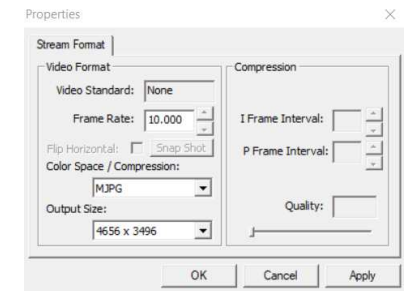 Properties
Stream Format
Video Format
Video Standard: None
Frame Rate: 10.000
Flip Horizontal: Snap Shot
Color Space / Compression:
MJPG
Output Size:
4656 x 3496
Compression
I Frame Interval:
P Frame Interval:
Quality:
OK Cancel Apply